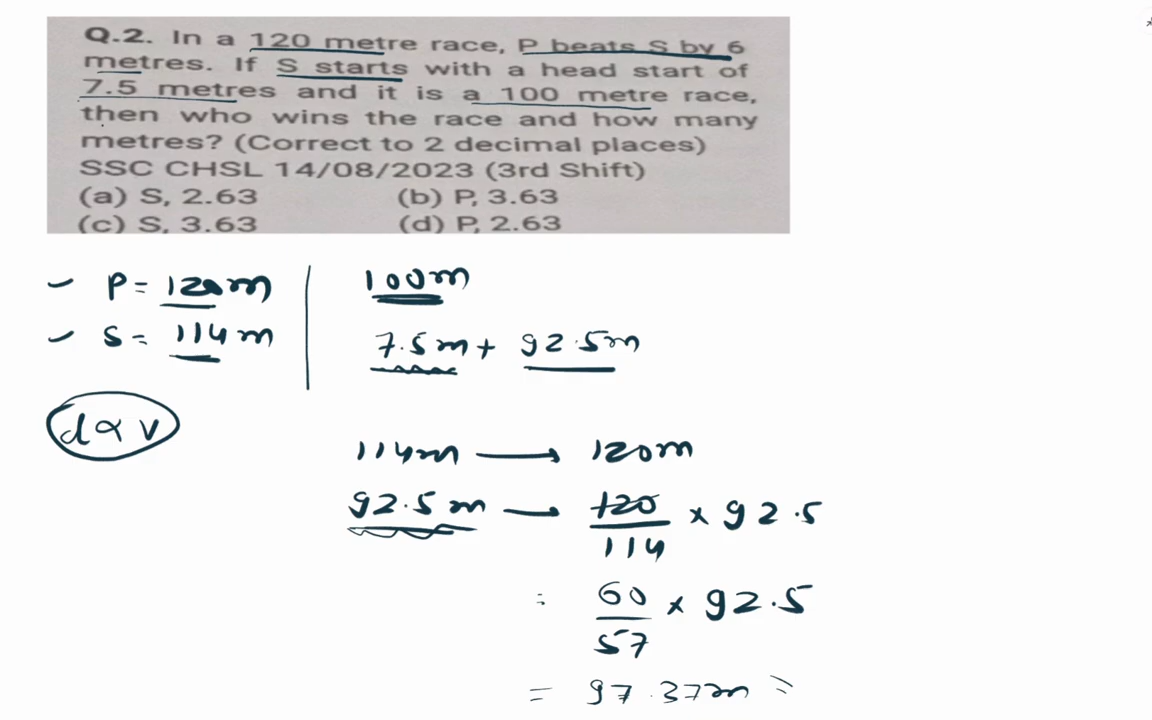 Q.2. In a 120 metre race, P beats S by 6
metres. If S starts with a head start of
7.5 metres and it is a 100 metre race,
then who wins the race and how many
metres? (Correct to 2 decimal places)
SSC CHSL 14/08/2023 (3rd Shift)
(a) S, 2.63 (b) P, 3.63
(c) S, 3.63 (d) P, 2.63
P = 120m 100m
S = 114m 7.5m + 92.5m
d ∝ v
114m → 120m
92.5m → 120/114 × 92.5
= 60/57 × 92.5
= 97.37m